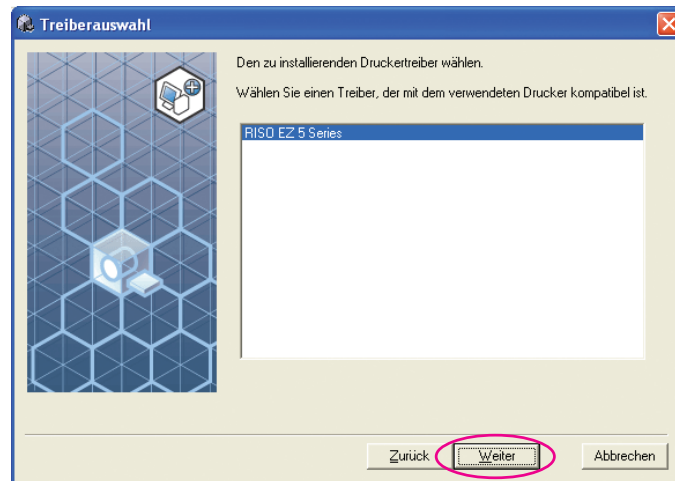 Treiberauswahl
Den zu installierenden Druckertreiber wählen.
Wählen Sie einen Treiber, der mit dem verwendeten Drucker kompatibel ist.
RISO EZ 5 Series
Zurück Weiter Abbrechen